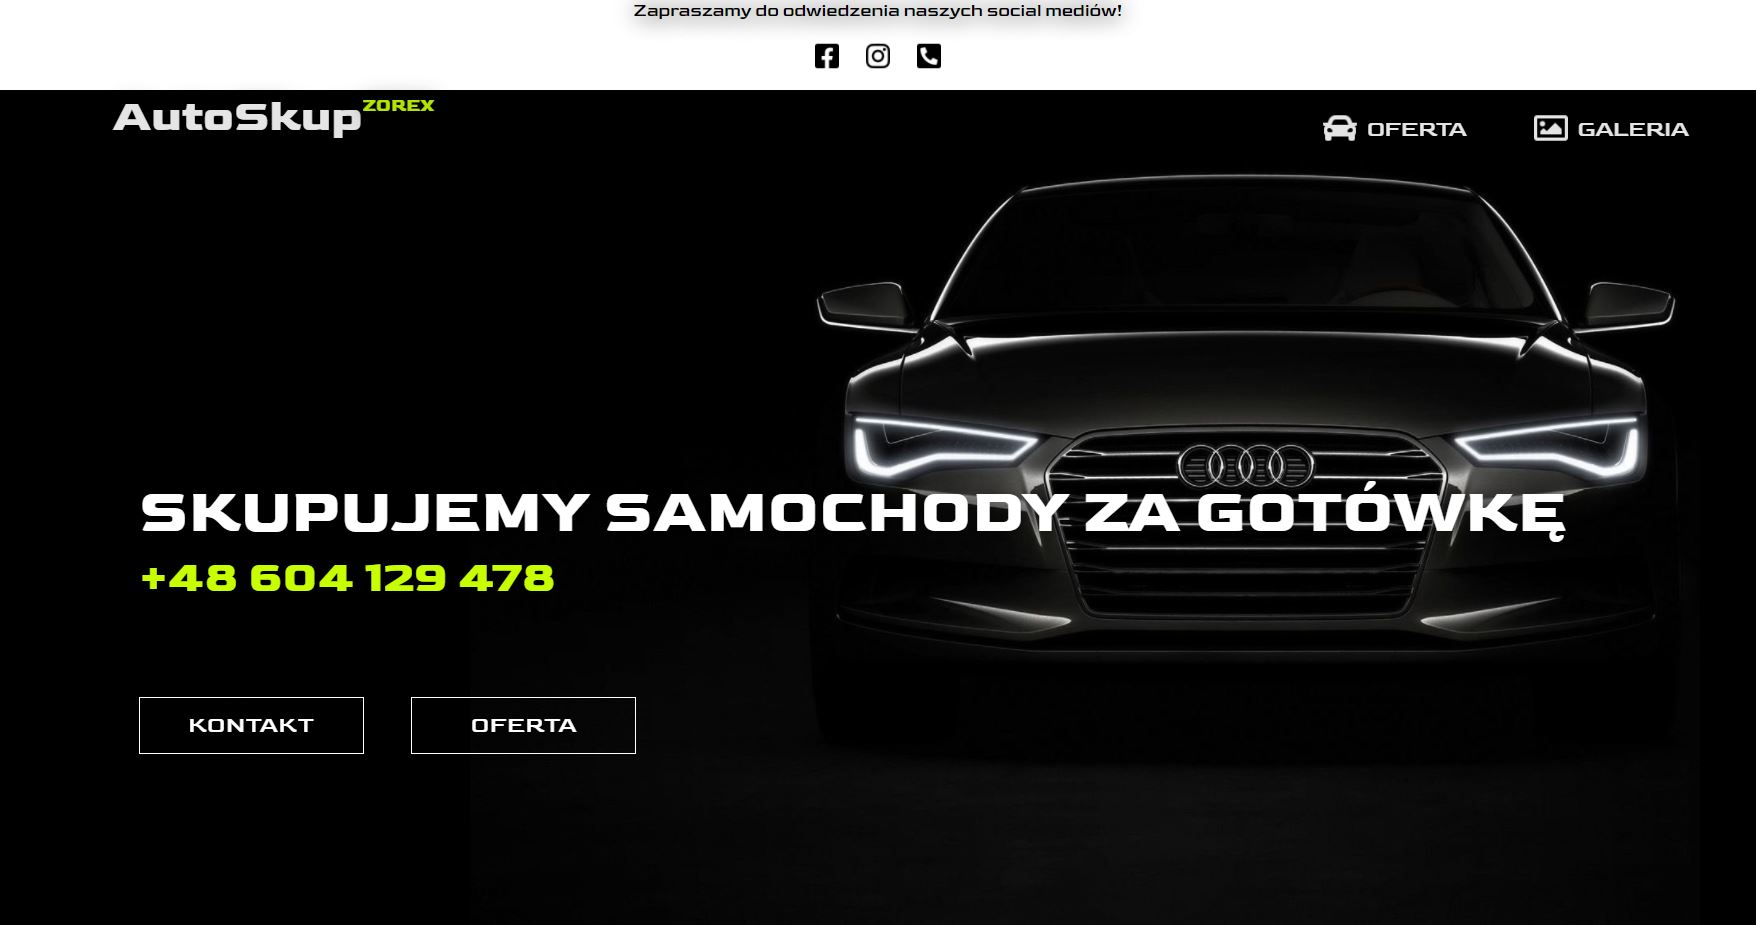 Zapraszamy do odwiedzenia naszych social mediów!
AutoSkup ZOREX
OFERTA
GALERIA
SKUPUJEMY SAMOCHODY ZA GOTÓWKĘ
+48 604 129 478
KONTAKT
OFERTA